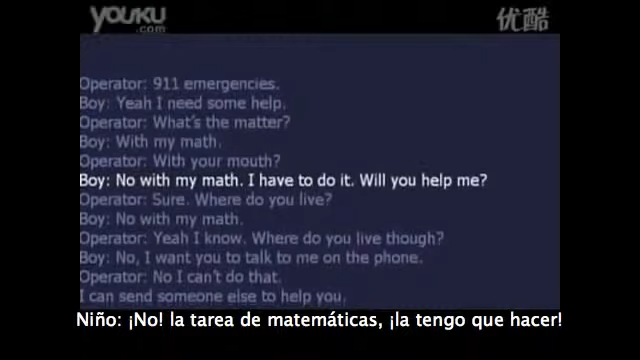 YOUKU
.com
优酷
Operator: 911 emergencies.
Boy: Yeah I need some help.
Operator: What's the matter?
Boy: With my math.
Operator: With your mouth?
Boy: No with my math. I have to do it. Will you help me?
Operator: Sure. Where do you live?
Boy: No with my math.
Operator: Yeah I know. Where do you live though?
Boy: No, I want you to talk to me on the phone.
Operator: No I can't do that.
I can send someone else to help you.
Niño: ¡No! la tarea de matemáticas, ¡la tengo que hacer!